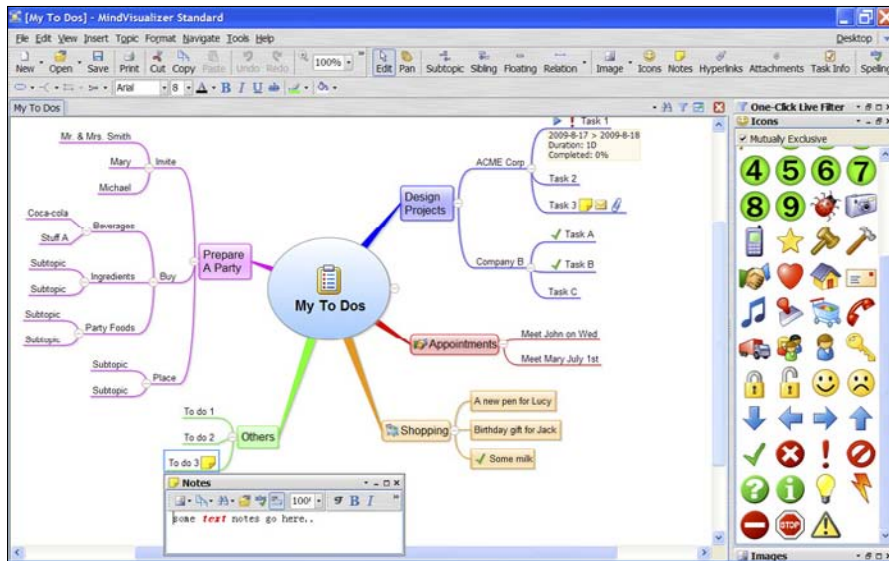 [My To Dos] - MindVisualizer Standard
File Edit View Insert Topic Format Navigate Tools Help
Desktop
New Open Save Print Cut Copy Paste Undo Redo 100% Edit Pan Subtopic Sibling Floating Relation Image Icons Notes Hyperlinks Attachments Task Info Speling
Arial 8 A B I U ab
My To Dos
One-Click Live Filter
Icons
Mutually Exclusive
4 5 6 7
8 9
STOP
Images
My To Dos
Prepare
A Party
Invite
Mr. & Mrs. Smith
Mary
Michael
Buy
Beverages
Coca-cola
Stuff A
Ingredients
Subtopic
Subtopic
Party Foods
Subtopic
Subtopic
Place
Subtopic
Subtopic
Design
Projects
ACME Corp
Task 1
2009-8-17 > 2009-8-18
Duration: 1D
Completed: 0%
Task 2
Task 3
Company B
Task A
Task B
Task C
Appointments
Meet John on Wed
Meet Mary July 1st
Shopping
A new pen for Lucy
Birthday gift for Jack
Some milk
Others
To do 1
To do 2
To do 3
Notes
100% B I
some text notes go here..